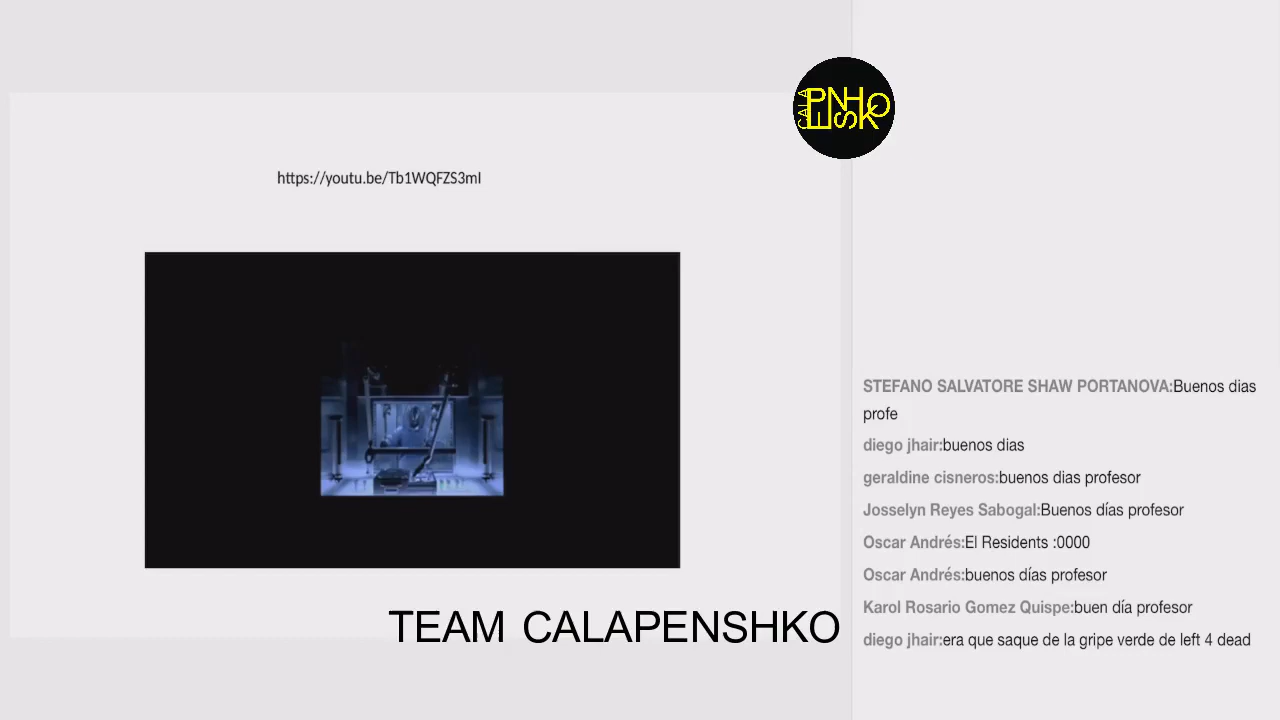 CALA
PENSHKO
https://youtu.be/Tb1WQFZS3mI
TEAM CALAPENSHKO
STEFANO SALVATORE SHAW PORTANOVA:Buenos dias
profe
diego jhair:buenos dias
geraldine cisneros:buenos dias profesor
Josselyn Reyes Sabogal:Buenos días profesor
Oscar Andrés:El Residents :0000
Oscar Andrés:buenos días profesor
Karol Rosario Gomez Quispe:buen día profesor
diego jhair:era que saque de la gripe verde de left 4 dead